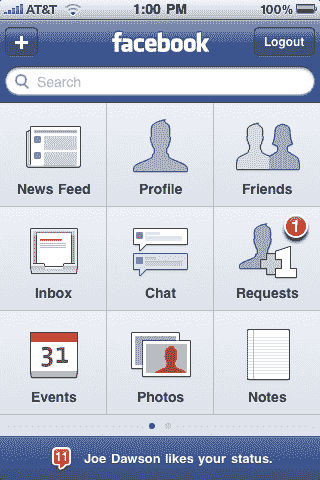 AT&T 1:00 PM 100%
+ facebook Logout
Search
News Feed Profile Friends
1
+1
Inbox Chat Requests
31
Events Photos Notes
11 Joe Dawson likes your status.